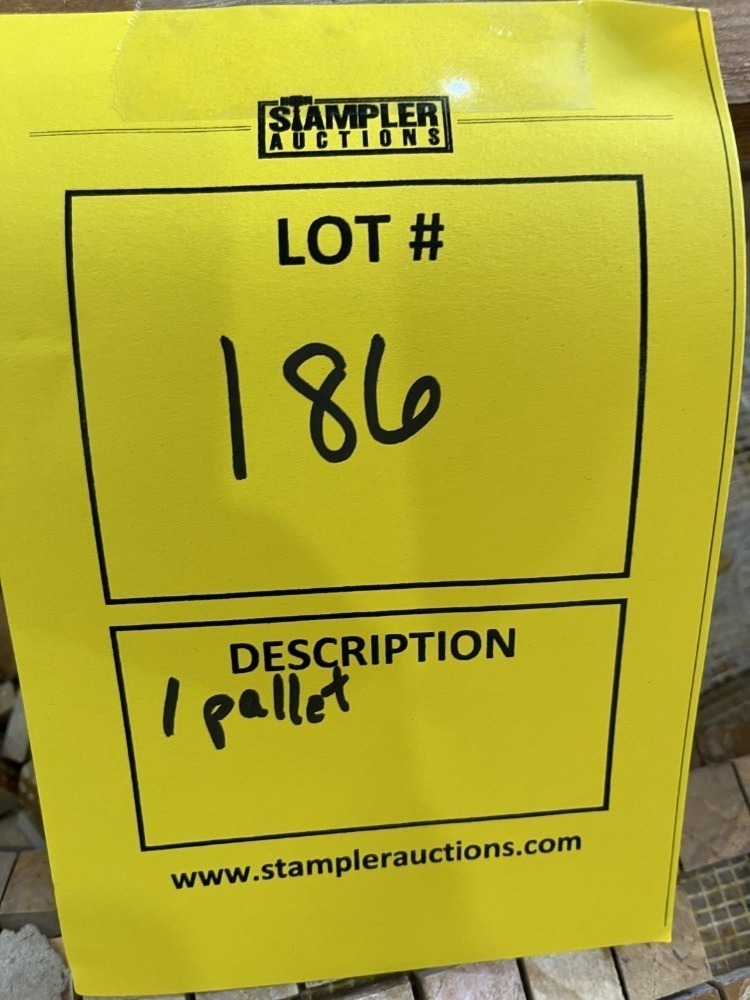 STAMPLER
AUCTIONS
LOT #
186
DESCRIPTION
1 pallet
www.stamplerauctions.com